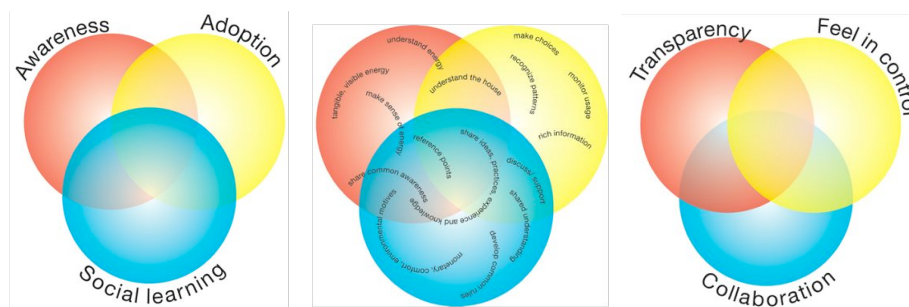 Awareness
Adoption
Social learning
understand energy
tangible, visible energy
make sense of energy
understand the house
make choices
recognize patterns
monitor usage
rich information
reference points
share common awareness
share ideas, practices, experience and knowledge
discuss/ support
shared understanding
develop common rules
monetary, comfort, environmental motives
Transparency
Feel in control
Collaboration